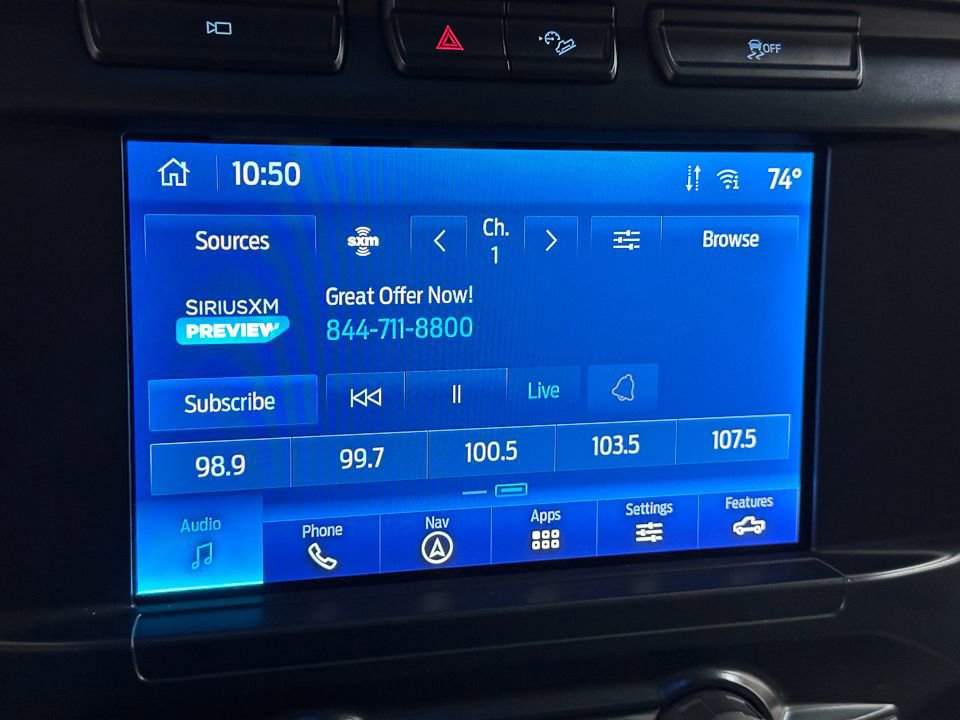 OFF
10:50
74°
Sources
sxm
Ch.
1
Browse
SIRIUSXM
PREVIEW
Great Offer Now!
844-711-8800
Subscribe
Live
98.9
99.7
100.5
103.5
107.5
Audio
Phone
Nav
Apps
Settings
Features